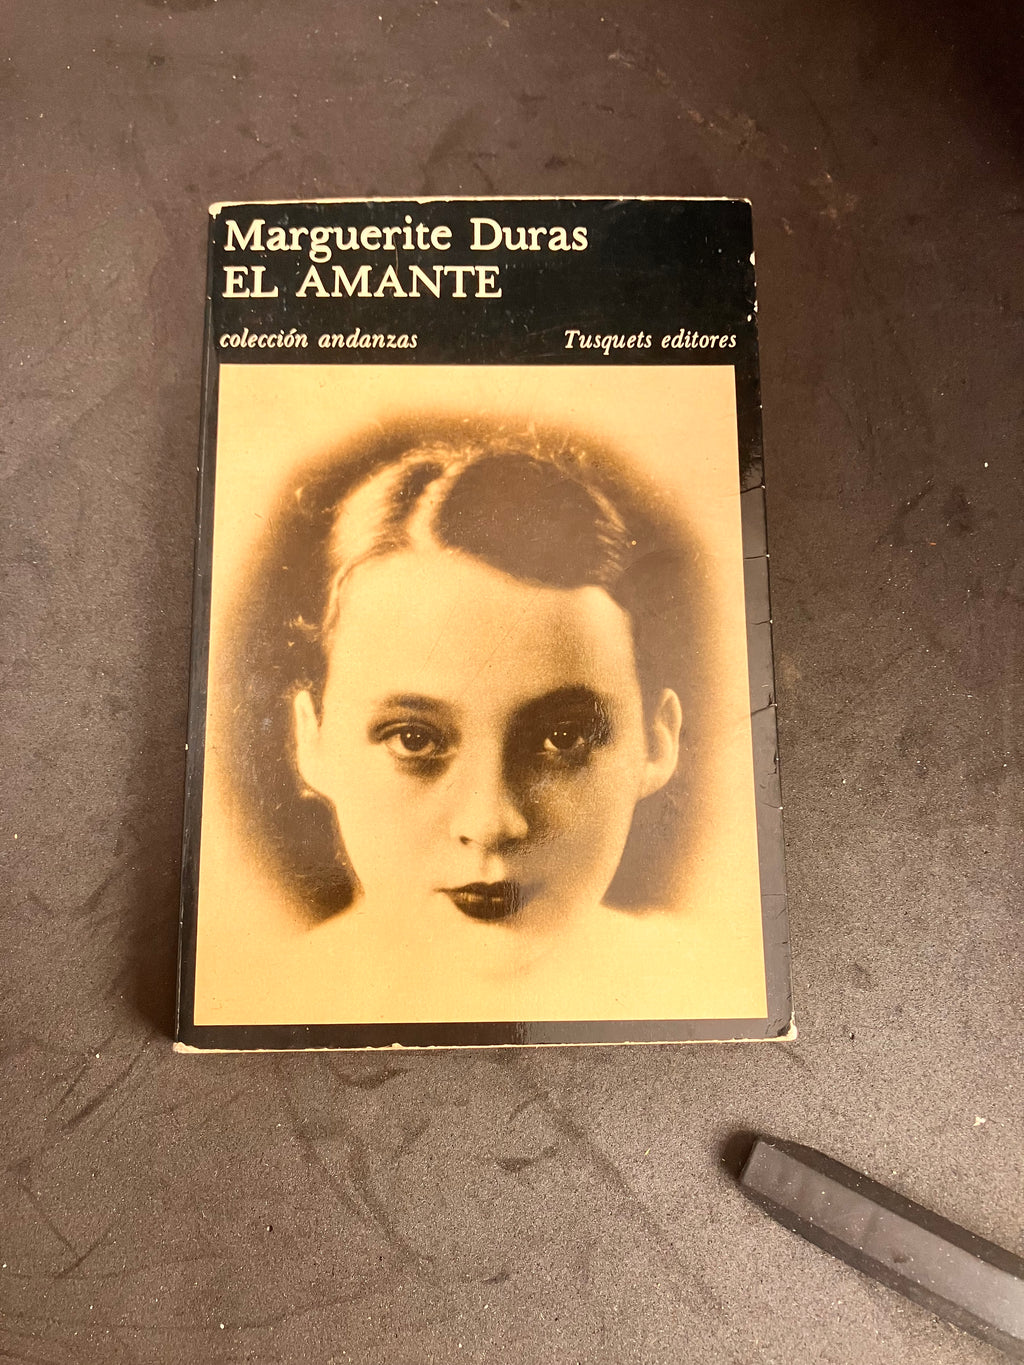 Marguerite Duras
EL AMANTE
colección andanzas Tusquets editores